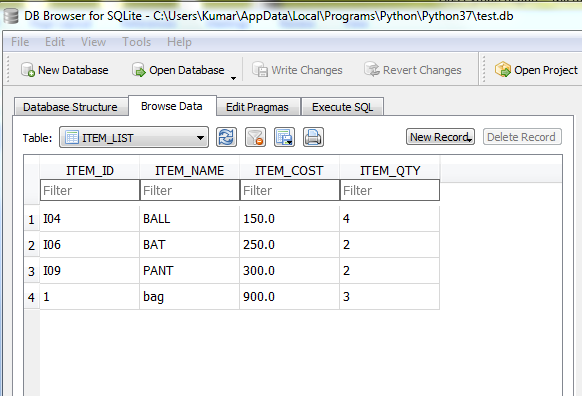 DB Browser for SQLite - C:\Users\Kumar\AppData\Local\Programs\Python\Python37\test.db
File Edit View Tools Help
New Database Open Database Write Changes Revert Changes Open Project
Database Structure Browse Data Edit Pragmas Execute SQL
Table: ITEM_LIST New Record Delete Record
ITEM_ID ITEM_NAME ITEM_COST ITEM_QTY
Filter Filter Filter Filter
1 I04 BALL 150.0 4
2 I06 BAT 250.0 2
3 I09 PANT 300.0 2
4 1 bag 900.0 3